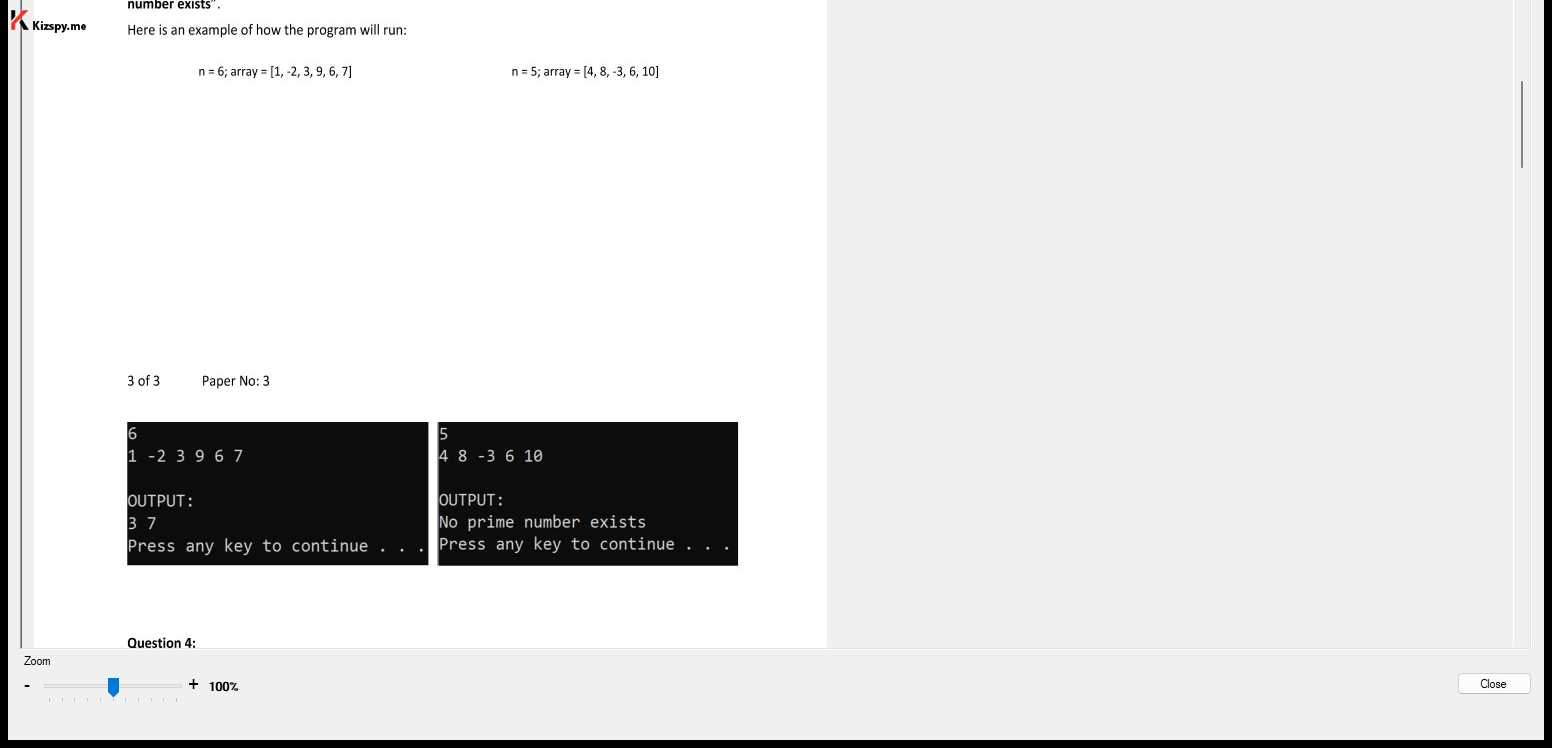 number exists".
Kizspy.me
Here is an example of how the program will run:
n = 6; array = [1, -2, 3, 9, 6, 7]
n = 5; array = [4, 8, -3, 6, 10]
3 of 3 Paper No: 3
6
1 -2 3 9 6 7
OUTPUT:
3 7
Press any key to continue . . .
5
4 8 -3 6 10
OUTPUT:
No prime number exists
Press any key to continue . . .
Question 4:
Zoom
- + 100%
Close